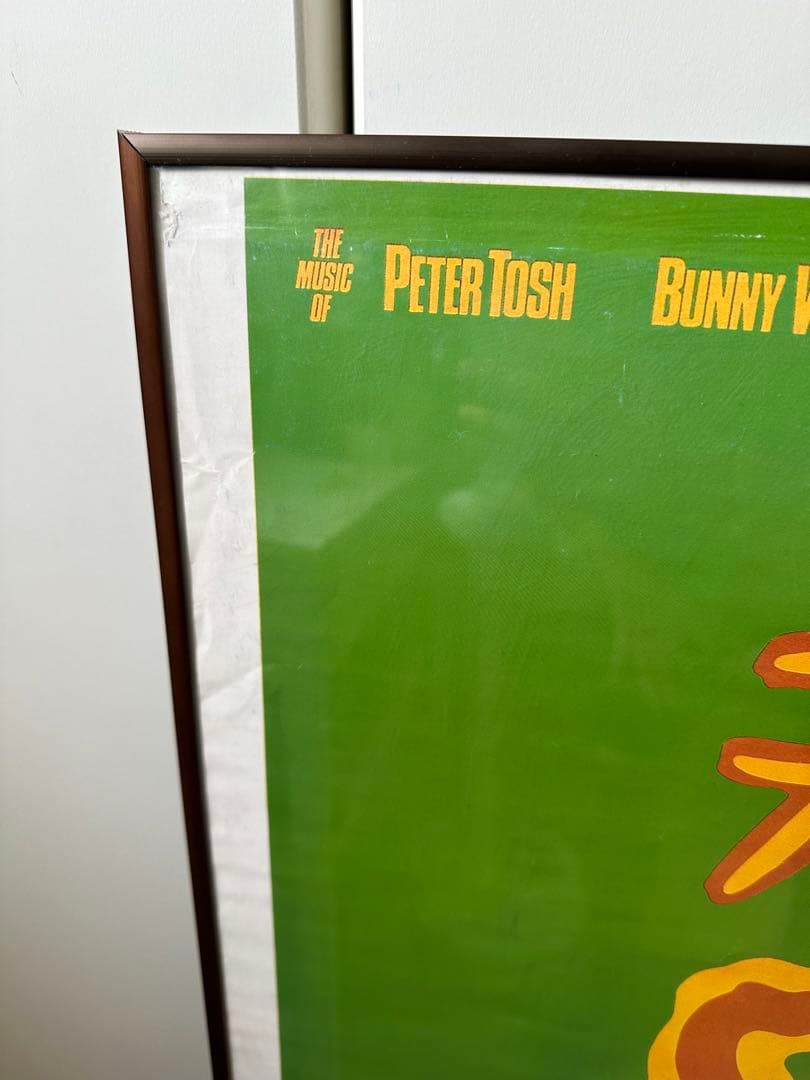 THE
MUSIC
OF
PETER TOSH
BUNNY